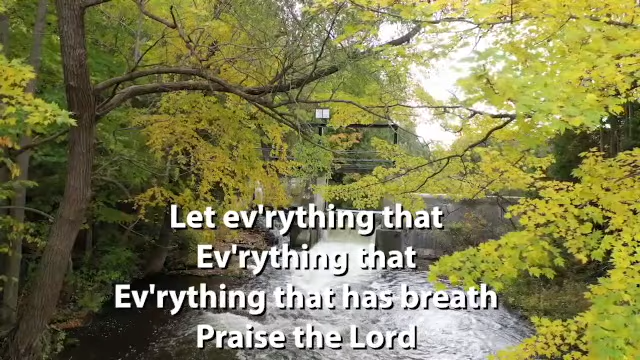 Let ev'rything that
Ev'rything that
Ev'rything that has breath
Praise the Lord